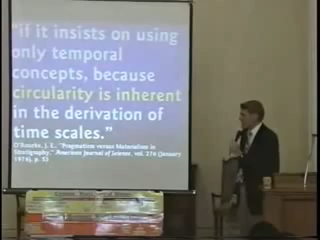 "if it insists on using
only temporal
concepts, because
circularity is inherent
in the derivation of
time scales."
O'Rourke, J. E., "Pragmatism versus Materialism in
Stratigraphy," American Journal of Science, vol. 276 (January
1976), p. 53